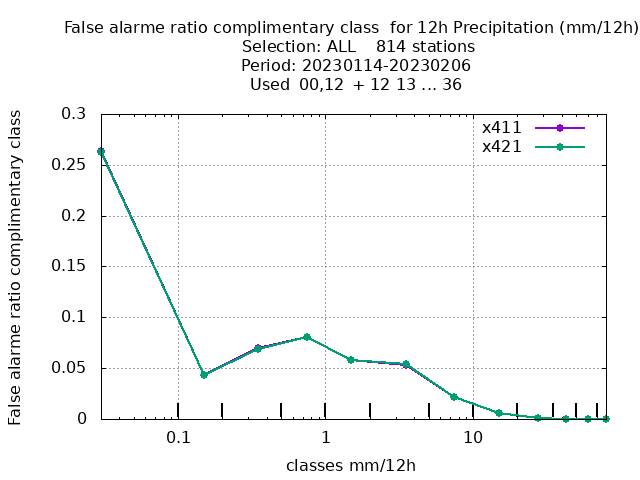 False alarme ratio complimentary class  for 12h Precipitation (mm/12h)
Selection: ALL    814 stations
Period: 20230114-20230206
Used  00,12  + 12 13 ... 36
x411
x421
False alarme ratio complimentary class
0.3
0.25
0.2
0.15
0.1
0.05
0
0.1
1
10
classes mm/12h